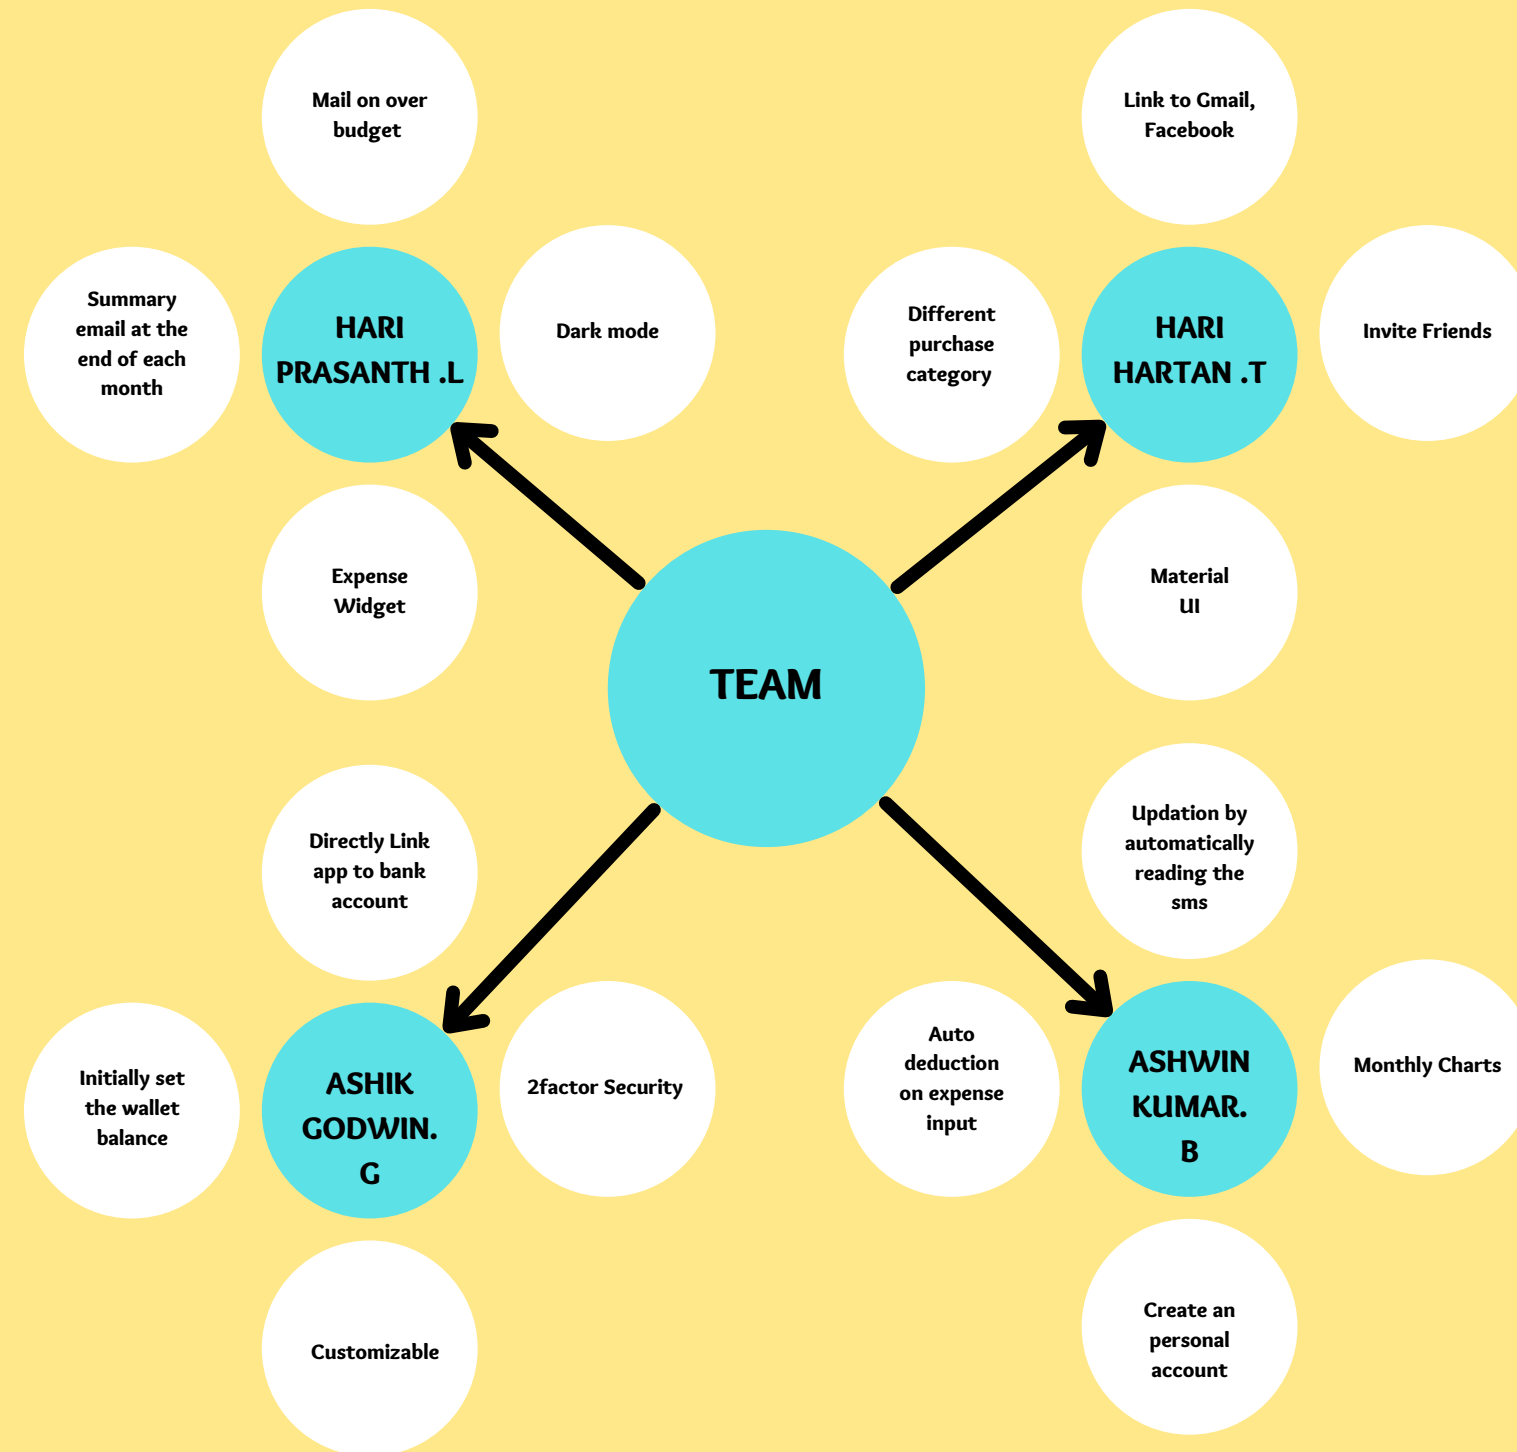 Mail on over
budget
Summary
email at the
end of each
month
HARI
PRASANTH .L
Dark mode
Expense
Widget
Link to Gmail,
Facebook
Different
purchase
category
HARI
HARTAN .T
Invite Friends
Material
UI
TEAM
Directly Link
app to bank
account
Initially set
the wallet
balance
ASHIK
GODWIN.
G
2factor Security
Customizable
Updation by
automatically
reading the
sms
Auto
deduction
on expense
input
ASHWIN
KUMAR.
B
Monthly Charts
Create an
personal
account